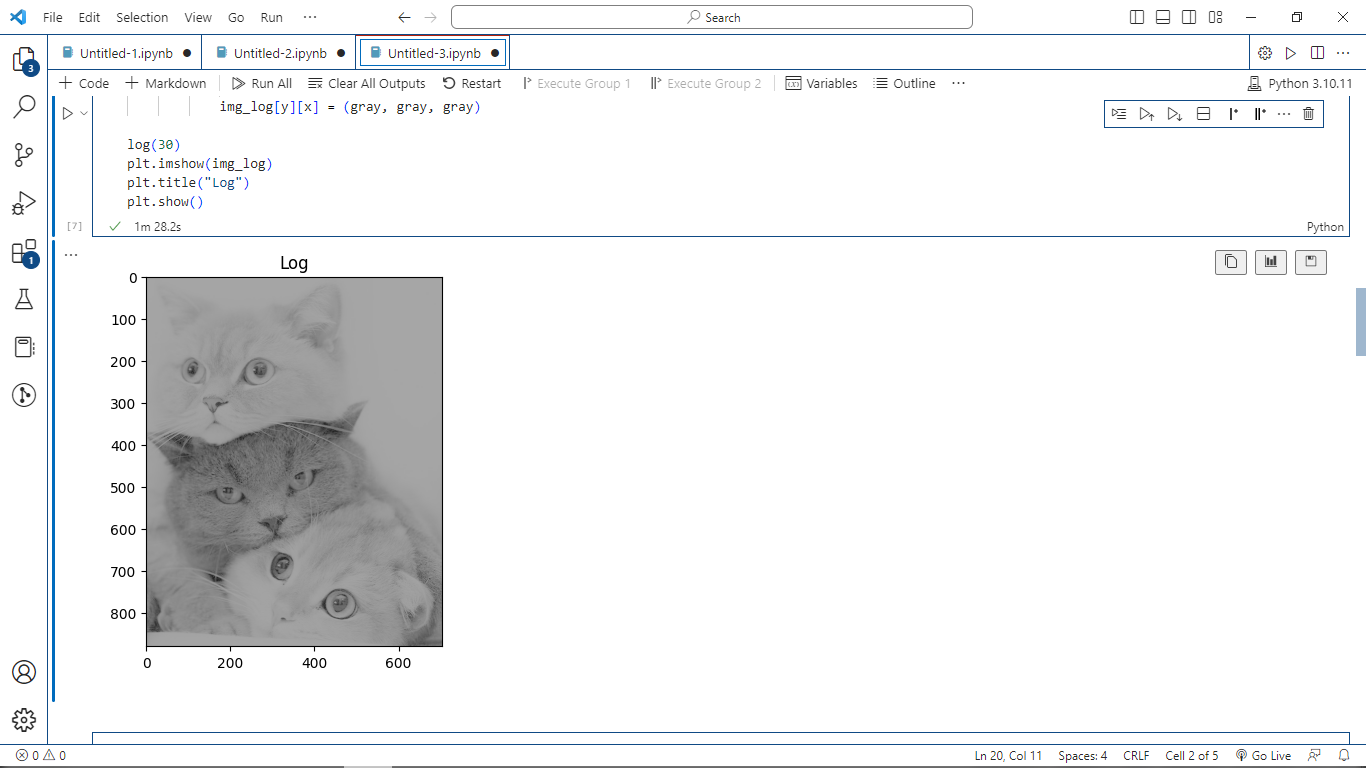 File Edit Selection View Go Run ··· Search
3
Untitled-1.ipynb Untitled-2.ipynb Untitled-3.ipynb
Code Markdown Run All Clear All Outputs Restart Execute Group 1 Execute Group 2 Variables Outline ··· Python 3.10.11
img_log[y][x] = (gray, gray, gray)
log(30)
plt.imshow(img_log)
plt.title("Log")
plt.show()
[7] 1m 28.2s Python
1
Log
0
100
200
300
400
500
600
700
800
0 200 400 600
0 0 Ln 20, Col 11 Spaces: 4 CRLF Cell 2 of 5 Go Live